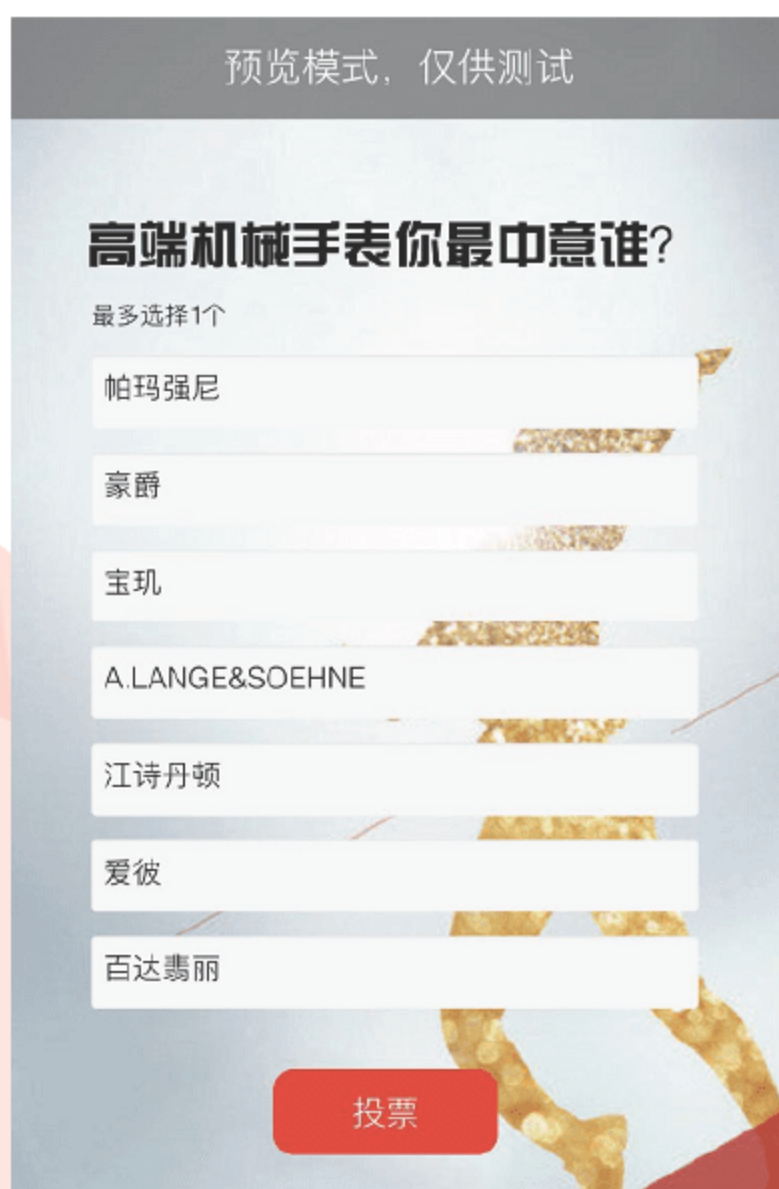 预览模式，仅供测试
高端机械手表你最中意谁?
最多选择1个
帕玛强尼
豪爵
宝玑
A.LANGE&SOEHNE
江诗丹顿
爱彼
百达翡丽
投票